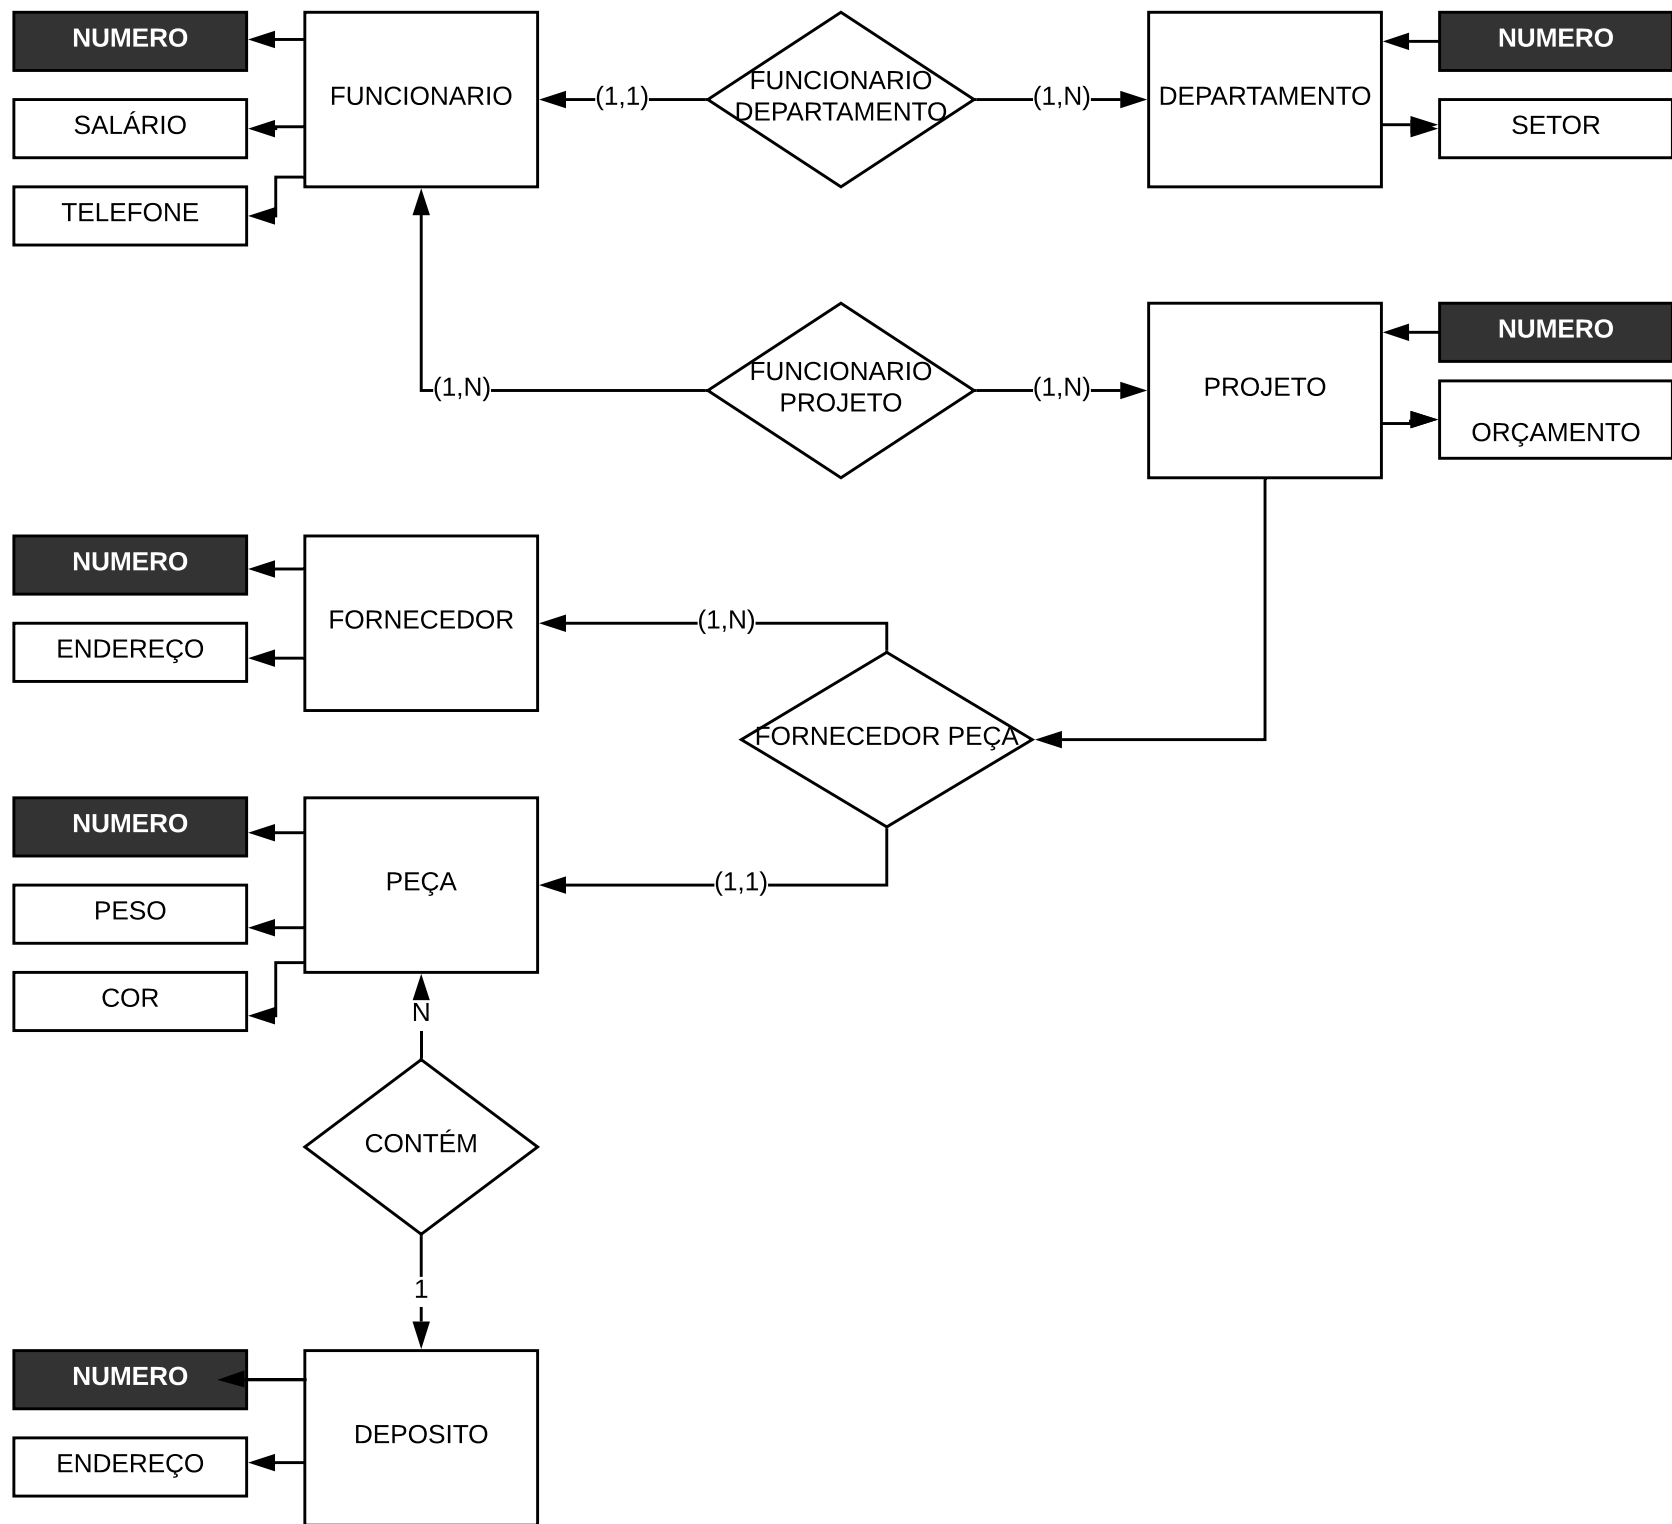 NUMERO
SALÁRIO
TELEFONE
FUNCIONARIO
(1,1)
FUNCIONARIO
DEPARTAMENTO
(1,N)
DEPARTAMENTO
NUMERO
SETOR
(1,N)
FUNCIONARIO
PROJETO
(1,N)
PROJETO
NUMERO
ORÇAMENTO
NUMERO
ENDEREÇO
FORNECEDOR
(1,N)
FORNECEDOR PEÇA
NUMERO
PESO
COR
PEÇA
(1,1)
N
CONTÉM
1
NUMERO
ENDEREÇO
DEPOSITO